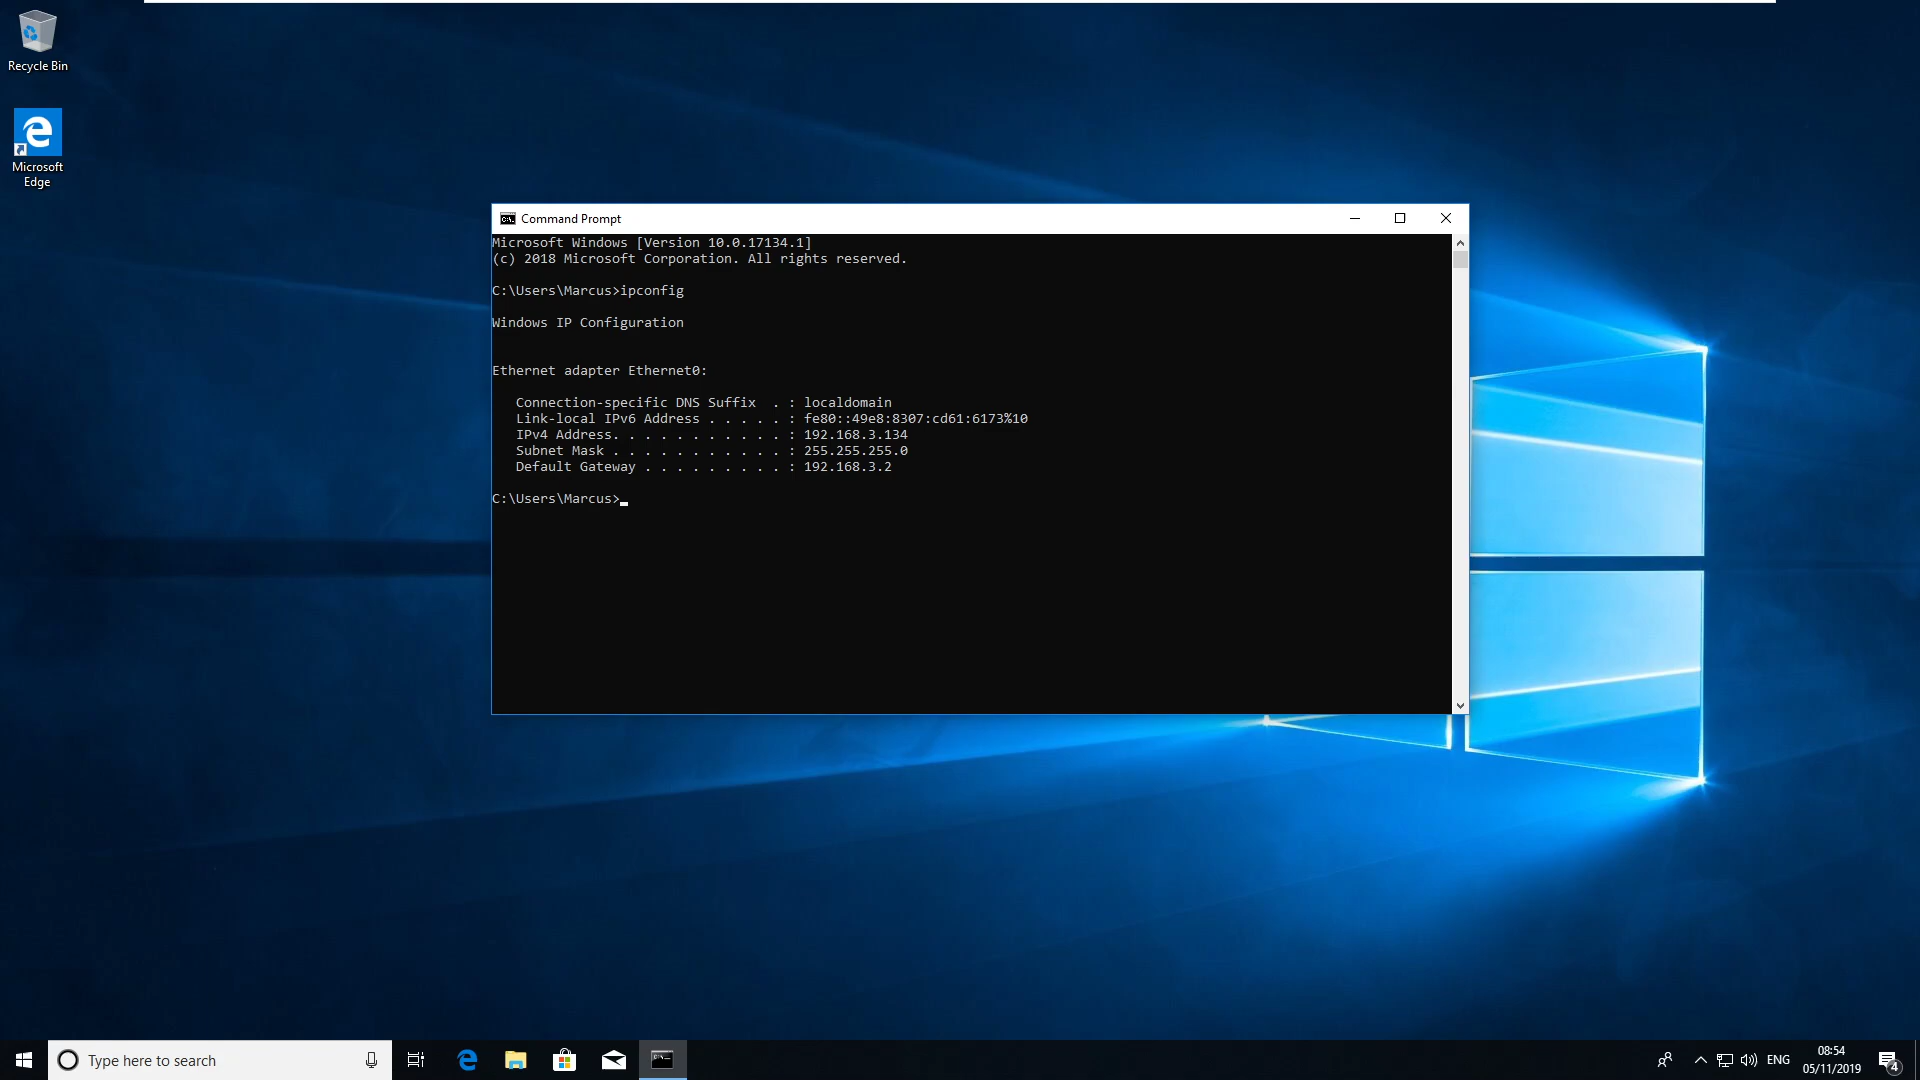 Recycle Bin
Microsoft
Edge
Command Prompt
Microsoft Windows [Version 10.0.17134.1]
(c) 2018 Microsoft Corporation. All rights reserved.
C:\Users\Marcus>ipconfig
Windows IP Configuration
Ethernet adapter Ethernet0:
Connection-specific DNS Suffix  . : localdomain
Link-local IPv6 Address . . . . . : fe80::49e8:8307:cd61:6173%10
IPv4 Address. . . . . . . . . . . : 192.168.3.134
Subnet Mask . . . . . . . . . . . : 255.255.255.0
Default Gateway . . . . . . . . . : 192.168.3.2
C:\Users\Marcus>
Type here to search
ENG
08:54
05/11/2019
4